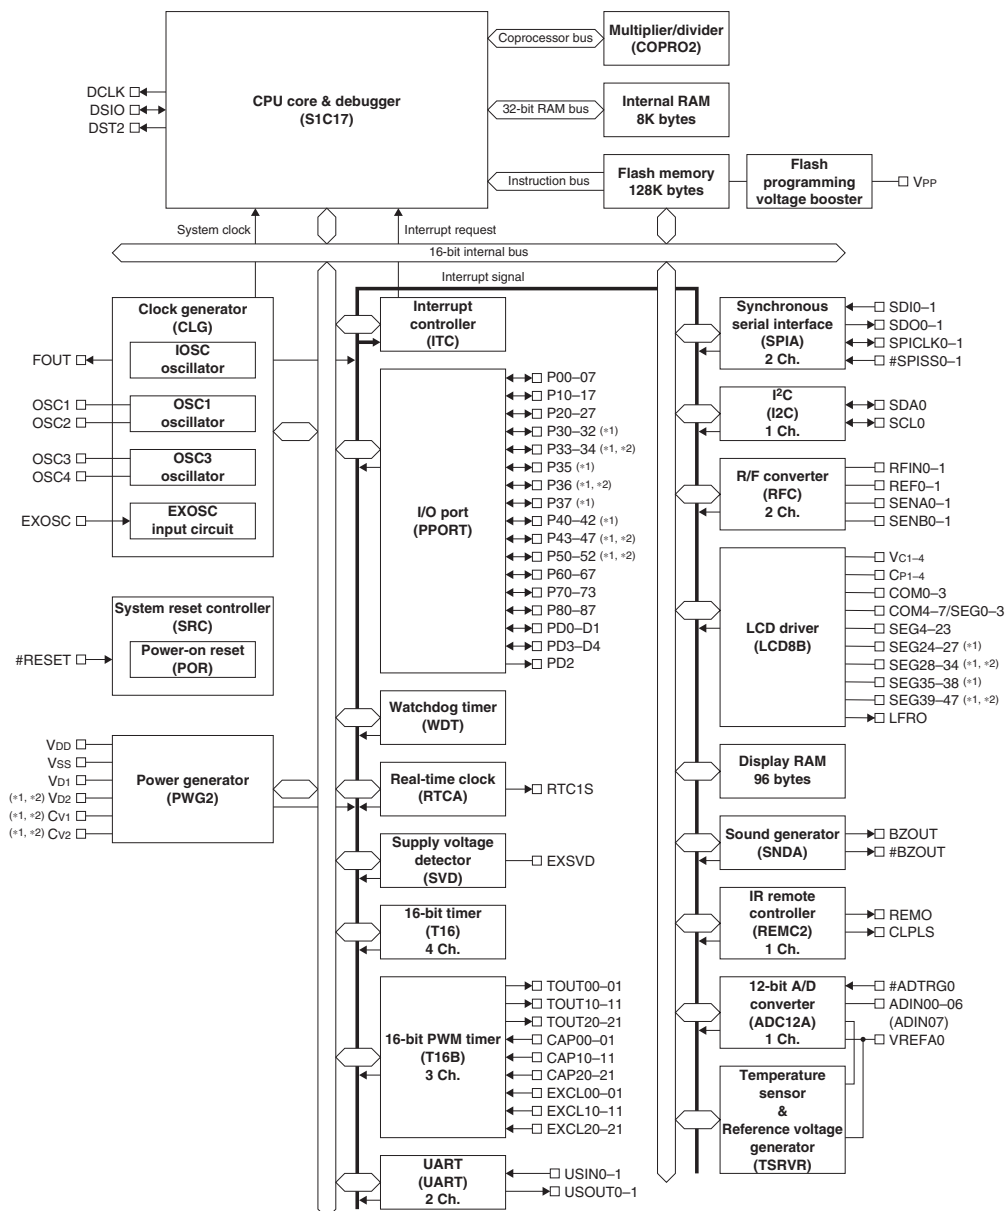 Coprocessor bus
Multiplier/divider
(COPRO2)
CPU core & debugger
(S1C17)
DCLK
DSIO
DST2
32-bit RAM bus
Internal RAM
8K bytes
Instruction bus
Flash memory
128K bytes
Flash
programming
voltage booster
VPP
System clock
Interrupt request
16-bit internal bus
Interrupt signal
Clock generator
(CLG)
IOSC
oscillator
FOUT
OSC1
OSC2
OSC1
oscillator
OSC3
OSC4
OSC3
oscillator
EXOSC
EXOSC
input circuit
System reset controller
(SRC)
#RESET
Power-on reset
(POR)
VDD
VSS
VD1
(*1, *2) VD2
(*1, *2) CV1
(*1, *2) CV2
Power generator
(PWG2)
Interrupt
controller
(ITC)
I/O port
(PPORT)
P00–07
P10–17
P20–27
P30–32 (*1)
P33–34 (*1, *2)
P35 (*1)
P36 (*1, *2)
P37 (*1)
P40–42 (*1)
P43–47 (*1, *2)
P50–52 (*1, *2)
P60–67
P70–73
P80–87
PD0–D1
PD3–D4
PD2
Watchdog timer
(WDT)
Real-time clock
(RTCA)
RTC1S
Supply voltage
detector
(SVD)
EXSVD
16-bit timer
(T16)
4 Ch.
16-bit PWM timer
(T16B)
3 Ch.
TOUT00–01
TOUT10–11
TOUT20–21
CAP00–01
CAP10–11
CAP20–21
EXCL00–01
EXCL10–11
EXCL20–21
UART
(UART)
2 Ch.
USIN0–1
USOUT0–1
Synchronous
serial interface
(SPIA)
2 Ch.
SDI0–1
SDO0–1
SPICLK0–1
#SPISS0–1
I²C
(I2C)
1 Ch.
SDA0
SCL0
R/F converter
(RFC)
2 Ch.
RFIN0–1
REF0–1
SENA0–1
SENB0–1
LCD driver
(LCD8B)
VC1–4
CP1–4
COM0–3
COM4–7/SEG0–3
SEG4–23
SEG24–27 (*1)
SEG28–34 (*1, *2)
SEG35–38 (*1)
SEG39–47 (*1, *2)
LFRO
Display RAM
96 bytes
Sound generator
(SNDA)
BZOUT
#BZOUT
IR remote
controller
(REMC2)
1 Ch.
REMO
CLPLS
12-bit A/D
converter
(ADC12A)
1 Ch.
#ADTRG0
ADIN00–06
(ADIN07)
VREFA0
Temperature
sensor
&
Reference voltage
generator
(TSRVR)